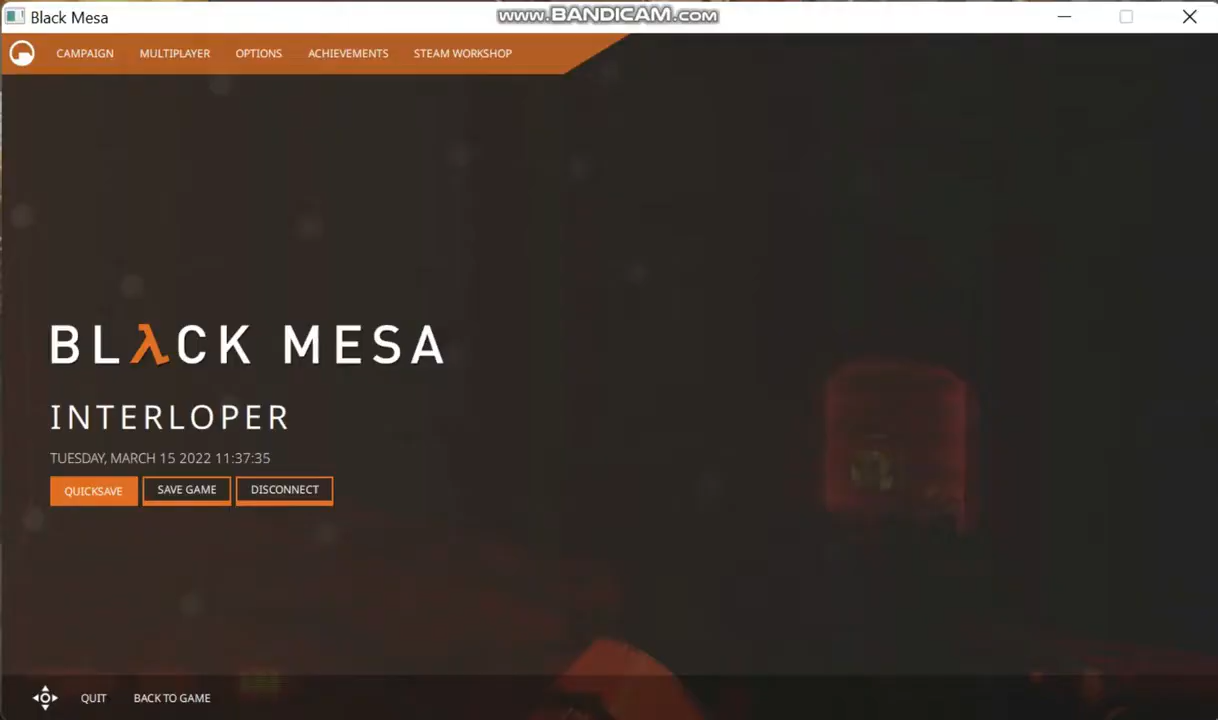 Black Mesa
www.BANDICAM.com
CAMPAIGN MULTIPLAYER OPTIONS ACHIEVEMENTS STEAM WORKSHOP
BLλCK MESA
INTERLOPER
TUESDAY, MARCH 15 2022 11:37:35
QUICKSAVE SAVE GAME DISCONNECT
QUIT BACK TO GAME